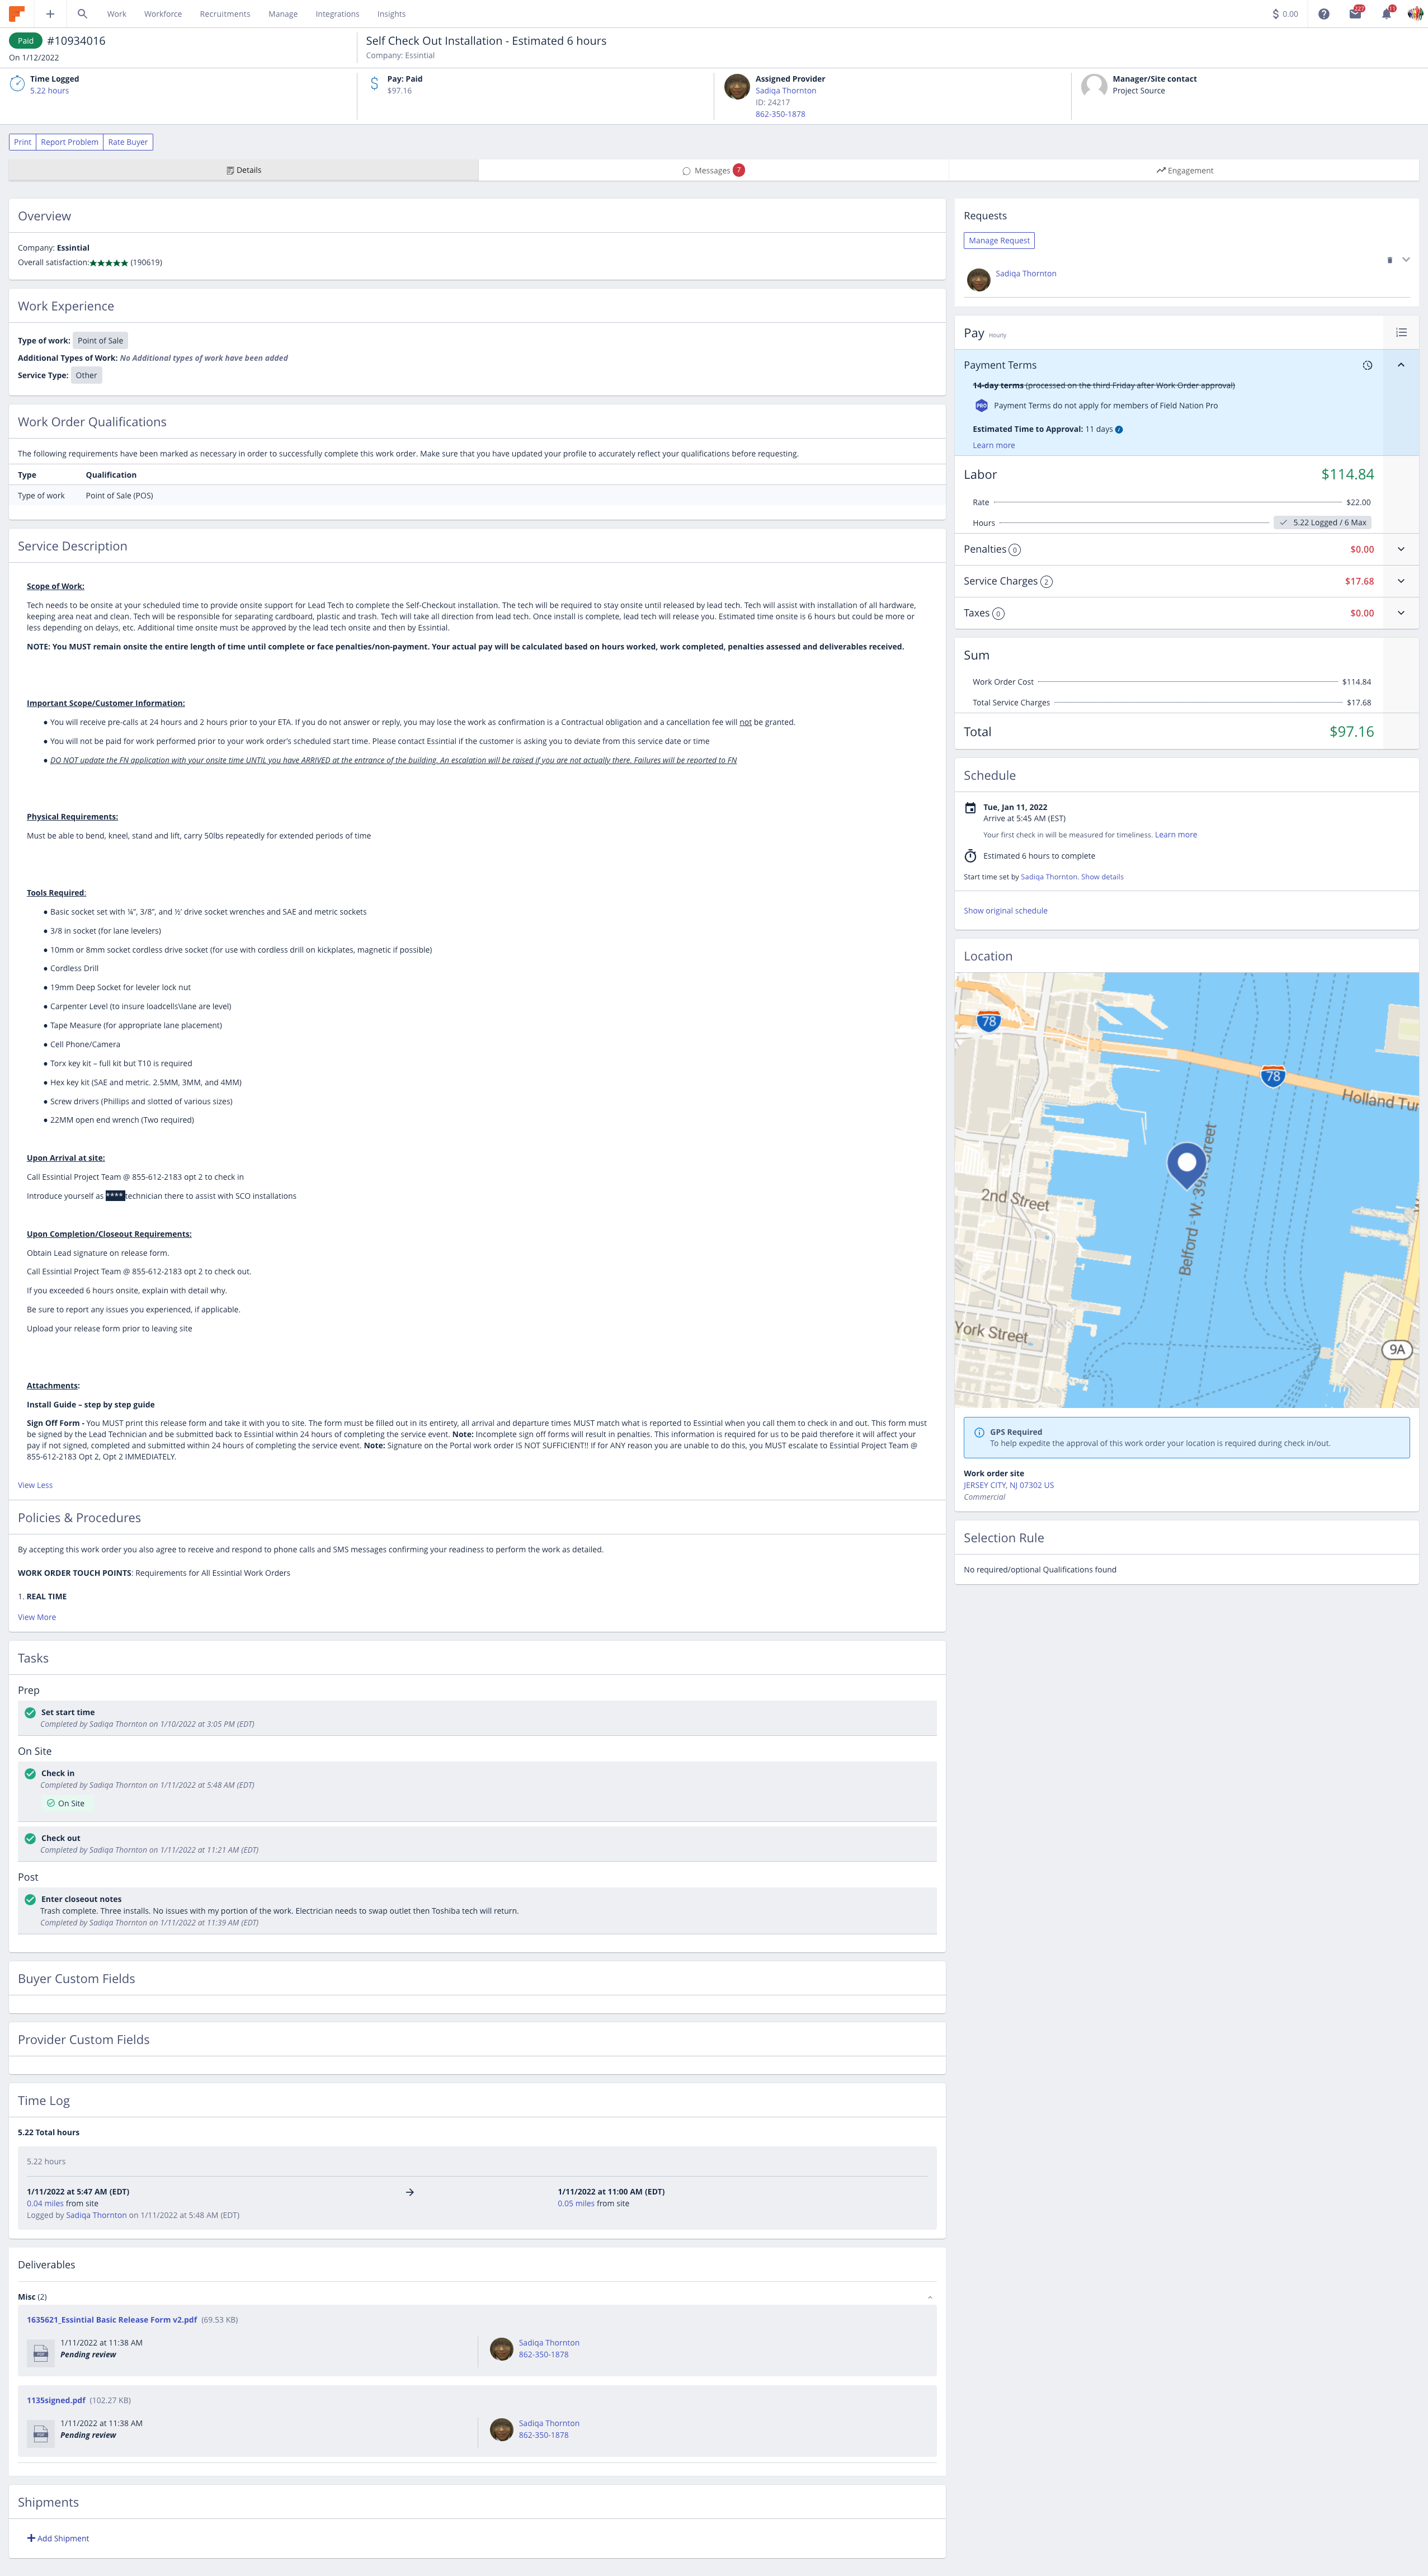 Work Workforce Recruitments Manage Integrations Insights
$ 0.00
Paid #10934016
On 1/12/2022
Self Check Out Installation - Estimated 6 hours
Company: Essintial
Time Logged
5.22 hours
Pay: Paid
$97.16
Assigned Provider
Sadiqa Thornton
ID: 24217
862-350-1878
Manager/Site contact
Project Source
Print Report Problem Rate Buyer
Details
Messages 7
Engagement
Overview
Company: Essintial
Overall satisfaction:★★★★★ (190619)
Work Experience
Type of work: Point of Sale
Additional Types of Work: No Additional types of work have been added
Service Type: Other
Work Order Qualifications
The following requirements have been marked as necessary in order to successfully complete this work order. Make sure that you have updated your profile to accurately reflect your qualifications before requesting.
Type Qualification
Type of work Point of Sale (POS)
Service Description
Scope of Work:
Tech needs to be onsite at your scheduled time to provide onsite support for Lead Tech to complete the Self-Checkout installation. The tech will be required to stay onsite until released by lead tech. Tech will assist with installation of all hardware,
keeping area neat and clean. Tech will be responsible for separating cardboard, plastic and trash. Tech will take all direction from lead tech. Once install is complete, lead tech will release you. Estimated time onsite is 6 hours but could be more or
less depending on delays, etc. Additional time onsite must be approved by the lead tech onsite and then by Essintial.
NOTE: You MUST remain onsite the entire length of time until complete or face penalties/non-payment. Your actual pay will be calculated based on hours worked, work completed, penalties assessed and deliverables received.
Important Scope/Customer Information:
● You will receive pre-calls at 24 hours and 2 hours prior to your ETA. If you do not answer or reply, you may lose the work as confirmation is a Contractual obligation and a cancellation fee will not be granted.
● You will not be paid for work performed prior to your work order's scheduled start time. Please contact Essintial if the customer is asking you to deviate from this service date or time
● DO NOT update the FN application with your onsite time UNTIL you have ARRIVED at the entrance of the building. An escalation will be raised if you are not actually there. Failures will be reported to FN
Physical Requirements:
Must be able to bend, kneel, stand and lift, carry 50lbs repeatedly for extended periods of time
Tools Required:
● Basic socket set with ¼", 3/8", and ½' drive socket wrenches and SAE and metric sockets
● 3/8 in socket (for lane levelers)
● 10mm or 8mm socket cordless drive socket (for use with cordless drill on kickplates, magnetic if possible)
● Cordless Drill
● 19mm Deep Socket for leveler lock nut
● Carpenter Level (to insure loadcells\lane are level)
● Tape Measure (for appropriate lane placement)
● Cell Phone/Camera
● Torx key kit – full kit but T10 is required
● Hex key kit (SAE and metric. 2.5MM, 3MM, and 4MM)
● Screw drivers (Phillips and slotted of various sizes)
● 22MM open end wrench (Two required)
Upon Arrival at site:
Call Essintial Project Team @ 855-612-2183 opt 2 to check in
Introduce yourself as **** technician there to assist with SCO installations
Upon Completion/Closeout Requirements:
Obtain Lead signature on release form.
Call Essintial Project Team @ 855-612-2183 opt 2 to check out.
If you exceeded 6 hours onsite, explain with detail why.
Be sure to report any issues you experienced, if applicable.
Upload your release form prior to leaving site
Attachments:
Install Guide – step by step guide
Sign Off Form - You MUST print this release form and take it with you to site. The form must be filled out in its entirety, all arrival and departure times MUST match what is reported to Essintial when you call them to check in and out. This form must
be signed by the Lead Technician and be submitted back to Essintial within 24 hours of completing the service event. Note: Incomplete sign off forms will result in penalties. This information is required for us to be paid therefore it will affect your
pay if not signed, completed and submitted within 24 hours of completing the service event. Note: Signature on the Portal work order IS NOT SUFFICIENT!! If for ANY reason you are unable to do this, you MUST escalate to Essintial Project Team @
855-612-2183 Opt 2, Opt 2 IMMEDIATELY.
View Less
Policies & Procedures
By accepting this work order you also agree to receive and respond to phone calls and SMS messages confirming your readiness to perform the work as detailed.
WORK ORDER TOUCH POINTS: Requirements for All Essintial Work Orders
1. REAL TIME
View More
Tasks
Prep
Set start time
Completed by Sadiqa Thornton on 1/10/2022 at 3:05 PM (EDT)
On Site
Check in
Completed by Sadiqa Thornton on 1/11/2022 at 5:48 AM (EDT)
On Site
Check out
Completed by Sadiqa Thornton on 1/11/2022 at 11:21 AM (EDT)
Post
Enter closeout notes
Trash complete. Three installs. No issues with my portion of the work. Electrician needs to swap outlet then Toshiba tech will return.
Completed by Sadiqa Thornton on 1/11/2022 at 11:39 AM (EDT)
Buyer Custom Fields
Provider Custom Fields
Time Log
5.22 Total hours
5.22 hours
1/11/2022 at 5:47 AM (EDT)
0.04 miles from site
Logged by Sadiqa Thornton on 1/11/2022 at 5:48 AM (EDT)
1/11/2022 at 11:00 AM (EDT)
0.05 miles from site
Deliverables
Misc (2)
1635621_Essintial Basic Release Form v2.pdf (69.53 KB)
1/11/2022 at 11:38 AM
Pending review
Sadiqa Thornton
862-350-1878
1135signed.pdf (102.27 KB)
1/11/2022 at 11:38 AM
Pending review
Sadiqa Thornton
862-350-1878
Shipments
Add Shipment
Requests
Manage Request
Sadiqa Thornton
Pay Hourly
Payment Terms
14-day terms (processed on the third Friday after Work Order approval)
PRO Payment Terms do not apply for members of Field Nation Pro
Estimated Time to Approval: 11 days
Learn more
Labor $114.84
Rate $22.00
Hours 5.22 Logged / 6 Max
Penalties 0 $0.00
Service Charges 2 $17.68
Taxes 0 $0.00
Sum
Work Order Cost $114.84
Total Service Charges $17.68
Total $97.16
Schedule
Tue, Jan 11, 2022
Arrive at 5:45 AM (EST)
Your first check in will be measured for timeliness. Learn more
Estimated 6 hours to complete
Start time set by Sadiqa Thornton. Show details
Show original schedule
Location
78
78
Holland Tur
2nd Street
Belford - W. 39th Street
York Street
9A
GPS Required
To help expedite the approval of this work order your location is required during check in/out.
Work order site
JERSEY CITY, NJ 07302 US
Commercial
Selection Rule
No required/optional Qualifications found